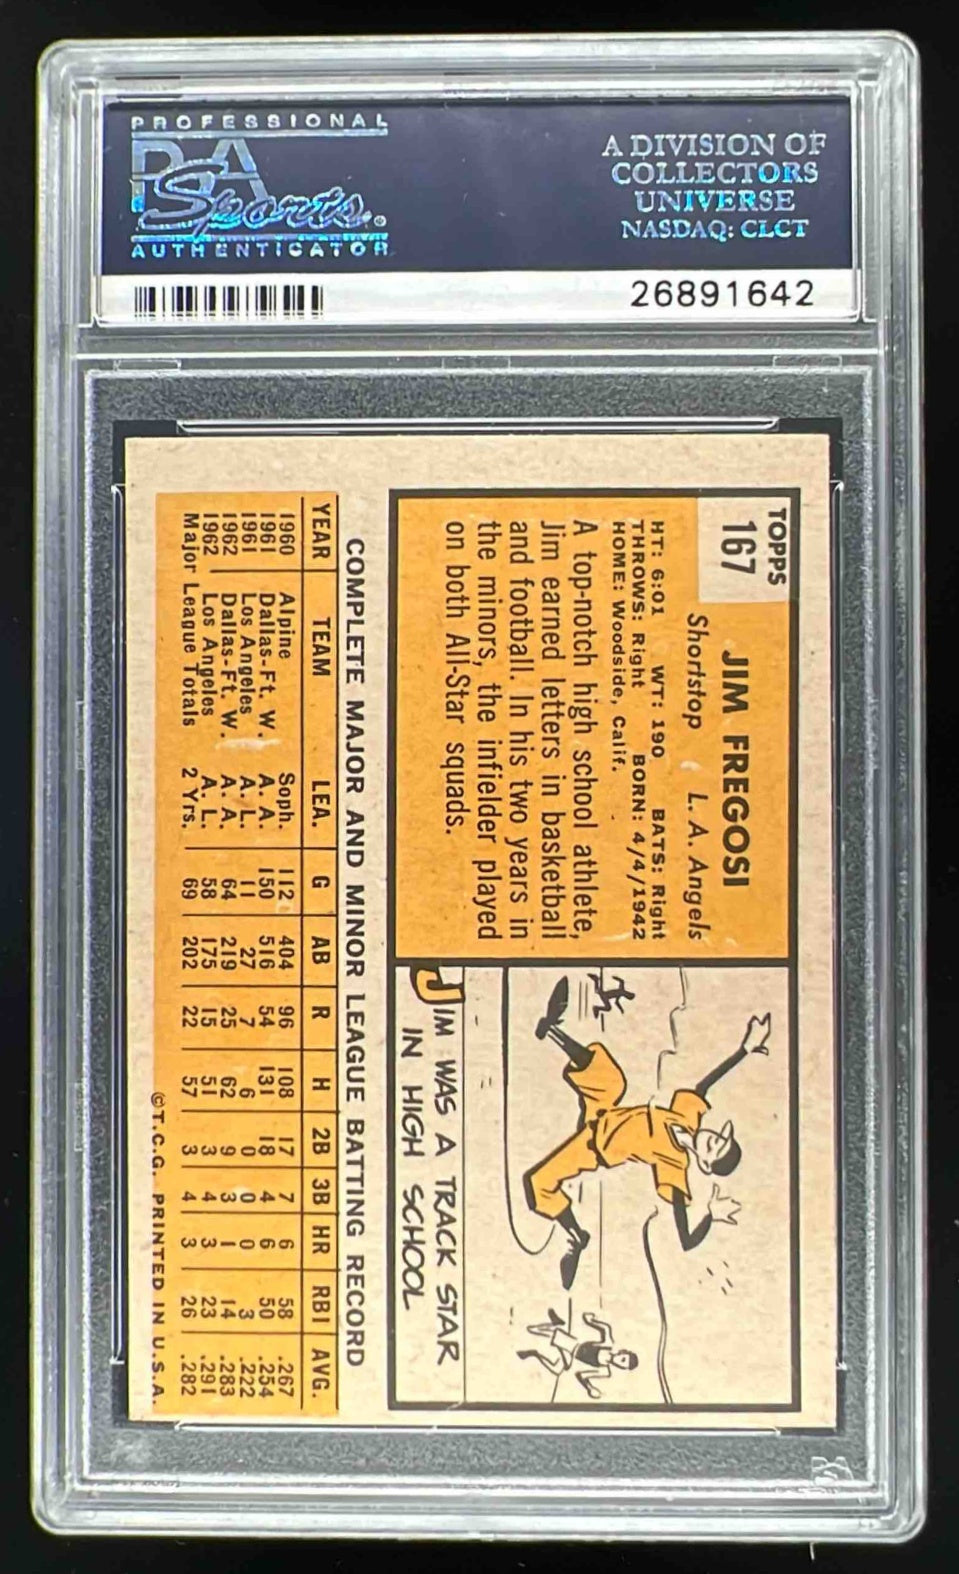 PROFESSIONAL
PSA
Sports®
AUTHENTICATOR
A DIVISION OF
COLLECTORS
UNIVERSE
NASDAQ: CLCT
26891642
TOPPS
167
JIM FREGOSI
Shortstop L. A. Angels
HT: 6:01 WT: 190 BATS: Right
THROWS: Right BORN: 4/4/1942
HOME: Woodside, Calif.
A top-notch high school athlete,
Jim earned letters in basketball
and football. In his two years in
the minors, the infielder played
on both All-Star squads.
JIM WAS A TRACK STAR
IN HIGH SCHOOL
COMPLETE MAJOR AND MINOR LEAGUE BATTING RECORD
YEAR TEAM LEA. G AB R H 2B 3B HR RBI AVG.
1960 Alpine Soph. 112 404 96 108 17 7 6 58 .267
1961 Dallas-Ft. W. A. A. 150 516 54 131 18 4 6 50 .254
1961 Los Angeles A. L. 11 27 7 6 0 0 0 3 .222
1962 Dallas-Ft. W. A. A. 64 219 25 62 9 3 1 14 .283
1962 Los Angeles A. L. 58 175 15 51 3 4 3 23 .291
Major League Totals 2 Yrs. 69 202 22 57 3 4 3 26 .282
©T.C.G. PRINTED IN U.S.A.